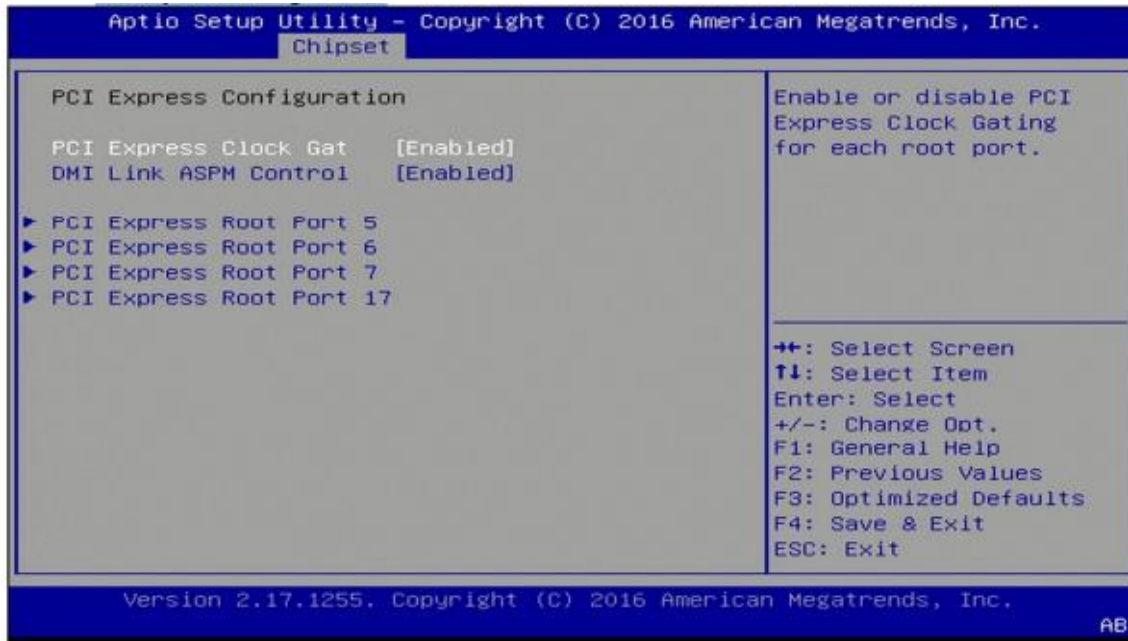 Aptio Setup Utility – Copyright (C) 2016 American Megatrends, Inc.
Chipset
PCI Express Configuration
PCI Express Clock Gat [Enabled]
DMI Link ASPM Control [Enabled]
► PCI Express Root Port 5
► PCI Express Root Port 6
► PCI Express Root Port 7
► PCI Express Root Port 17
Enable or disable PCI
Express Clock Gating
for each root port.
→←: Select Screen
↑↓: Select Item
Enter: Select
+/-: Change Opt.
F1: General Help
F2: Previous Values
F3: Optimized Defaults
F4: Save & Exit
ESC: Exit
Version 2.17.1255. Copyright (C) 2016 American Megatrends, Inc.
AB